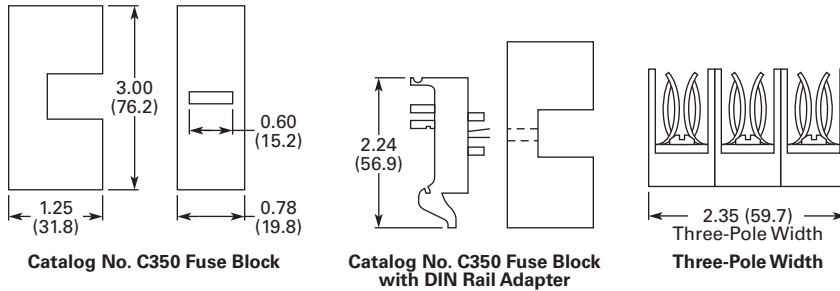 3.00
(76.2)
0.60
(15.2)
1.25
(31.8)
0.78
(19.8)
Catalog No. C350 Fuse Block
2.24
(56.9)
Catalog No. C350 Fuse Block
with DIN Rail Adapter
2.35 (59.7)
Three-Pole Width
Three-Pole Width